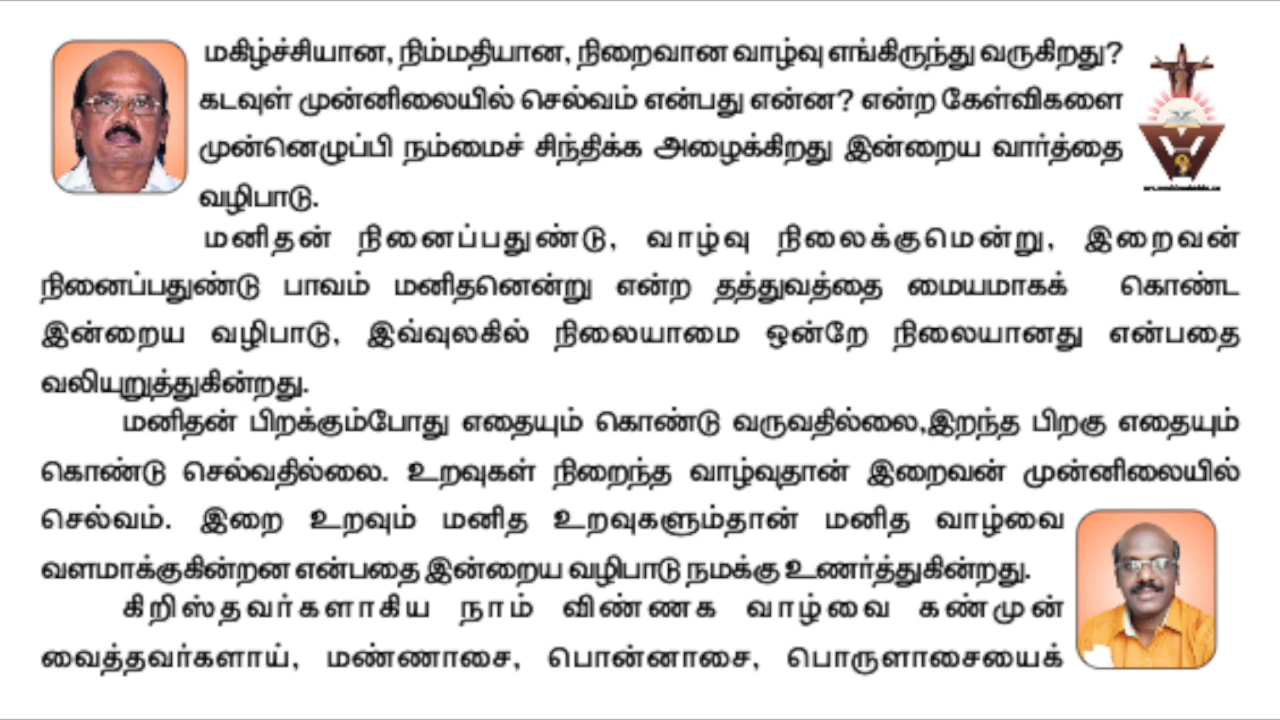 மகிழ்ச்சியான, நிம்மதியான, நிறைவான வாழ்வு எங்கிருந்து வருகிறது?
கடவுள் முன்னிலையில் செல்வம் என்பது என்ன? என்ற கேள்விகளை
முன்னெழுப்பி நம்மைச் சிந்திக்க அழைக்கிறது இன்றைய வார்த்தை
வழிபாடு.
மனிதன் நினைப்பதுண்டு, வாழ்வு நிலைக்குமென்று, இறைவன்
நினைப்பதுண்டு பாவம் மனிதனென்று என்ற தத்துவத்தை மையமாகக் கொண்ட
இன்றைய வழிபாடு, இவ்வுலகில் நிலையாமை ஒன்றே நிலையானது என்பதை
வலியுறுத்துகின்றது.
மனிதன் பிறக்கும்போது எதையும் கொண்டு வருவதில்லை,இறந்த பிறகு எதையும்
கொண்டு செல்வதில்லை. உறவுகள் நிறைந்த வாழ்வுதான் இறைவன் முன்னிலையில்
செல்வம். இறை உறவும் மனித உறவுகளும்தான் மனித வாழ்வை
வளமாக்குகின்றன என்பதை இன்றைய வழிபாடு நமக்கு உணர்த்துகின்றது.
கிறிஸ்தவர்களாகிய நாம் விண்ணக வாழ்வை கண்முன்
வைத்தவர்களாய், மண்ணாசை, பொன்னாசை, பொருளாசையைக்